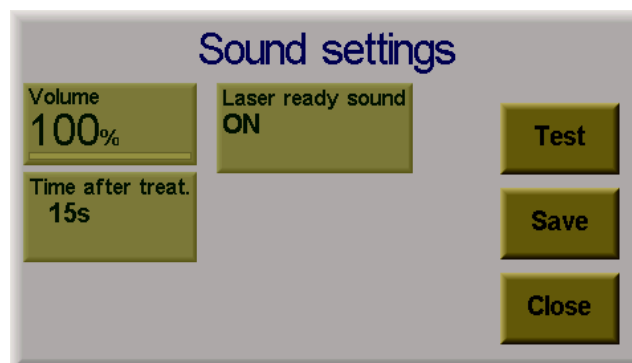 Sound settings
Volume
100%
Laser ready sound
ON
Time after treat.
15s
Test
Save
Close